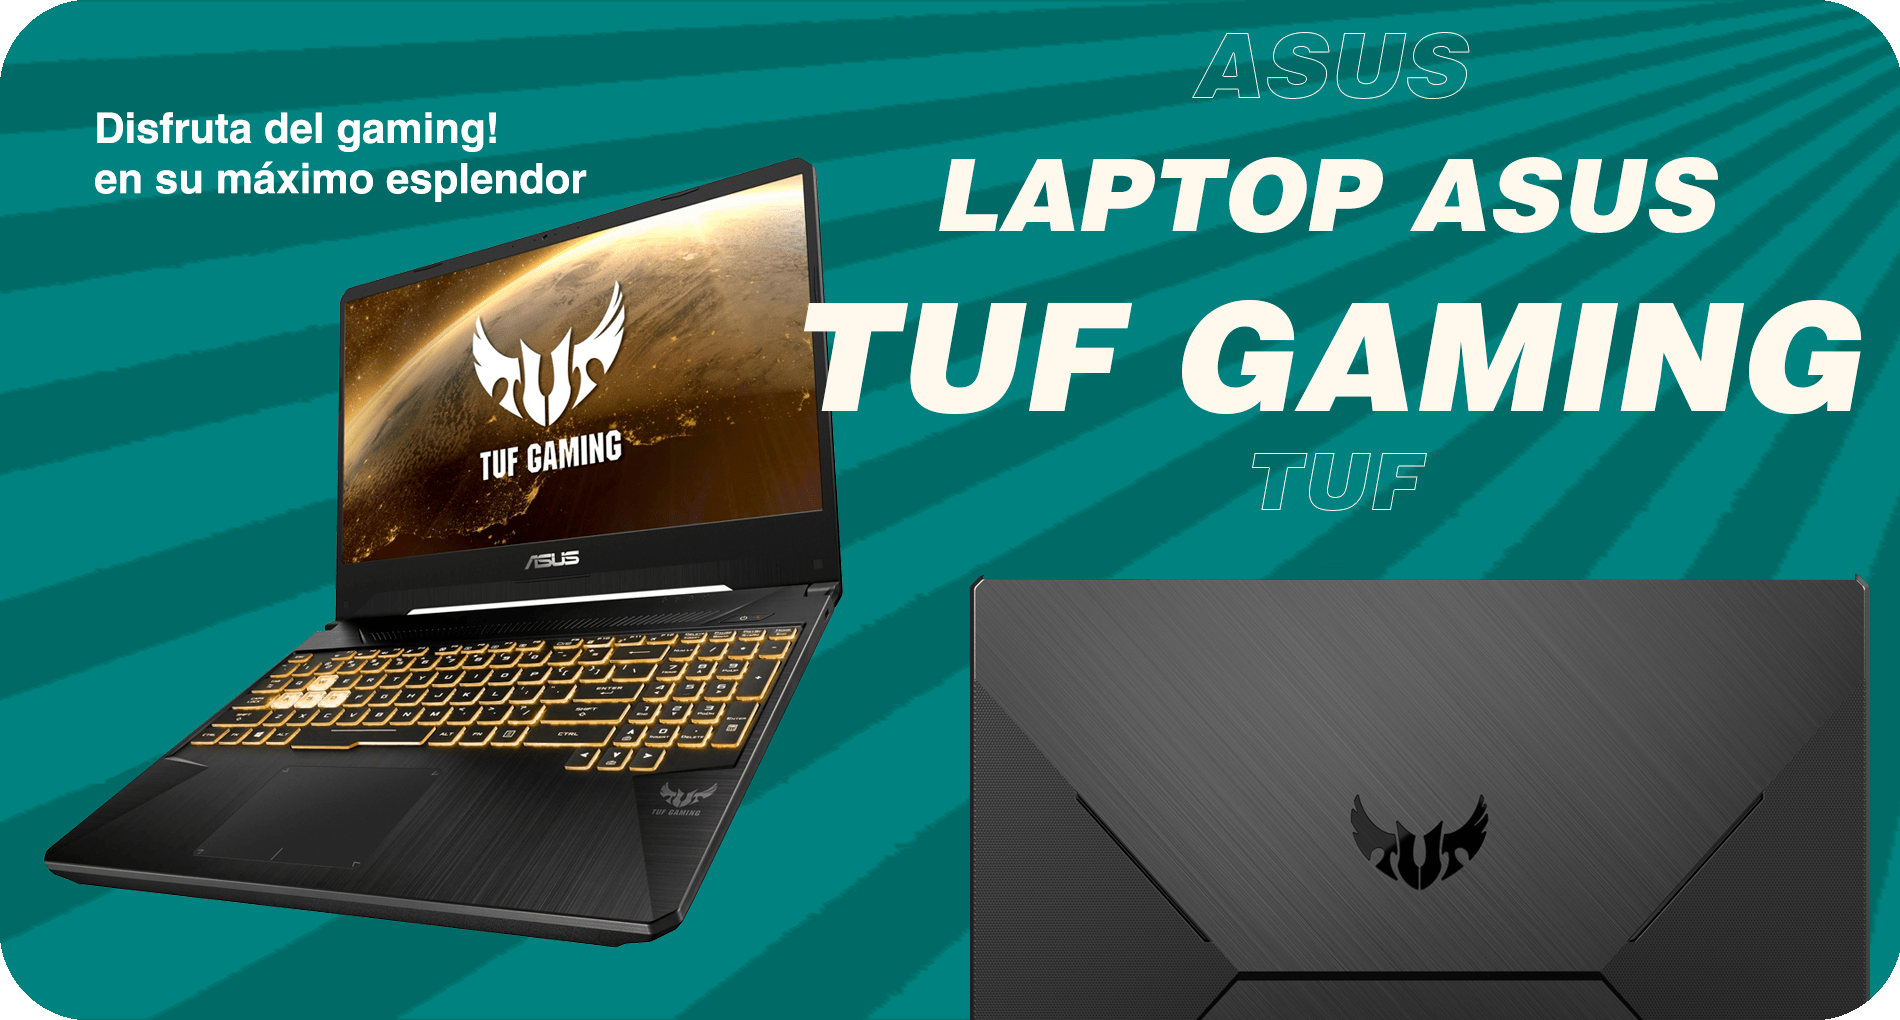 ASUS
Disfruta del gaming!
en su máximo esplendor
LAPTOP ASUS
TUF GAMING
TUF
TUF GAMING
ASUS
TUF GAMING